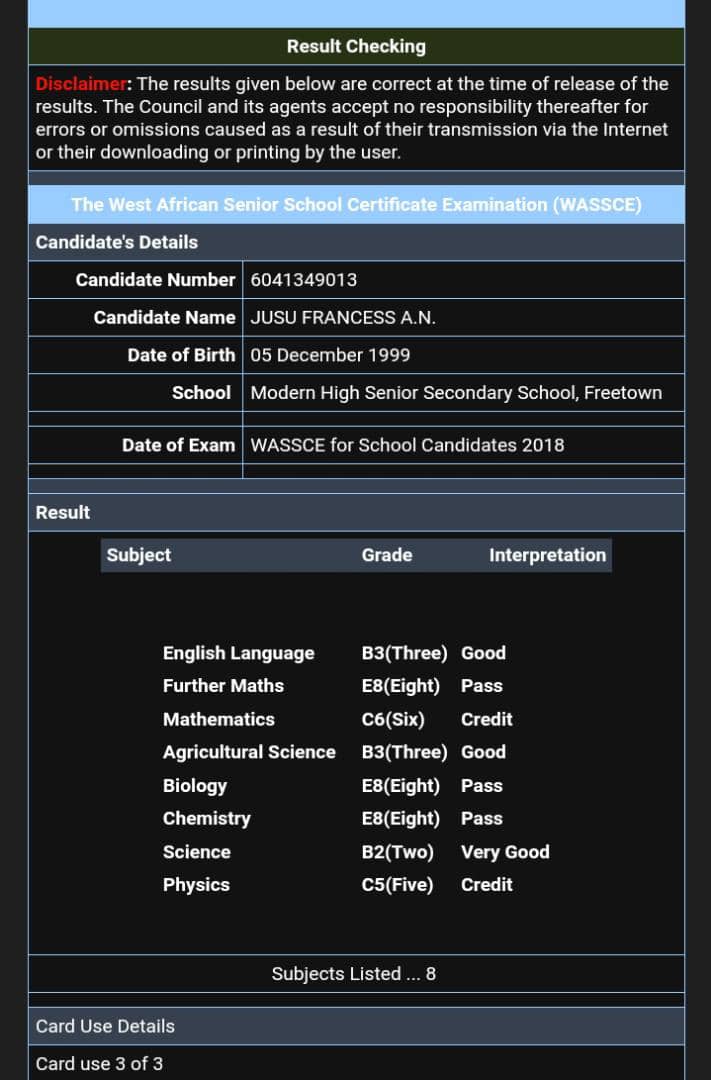 Result Checking
Disclaimer: The results given below are correct at the time of release of the
results. The Council and its agents accept no responsibility thereafter for
errors or omissions caused as a result of their transmission via the Internet
or their downloading or printing by the user.
The West African Senior School Certificate Examination (WASSCE)
Candidate's Details
Candidate Number 6041349013
Candidate Name JUSU FRANCESS A.N.
Date of Birth 05 December 1999
School Modern High Senior Secondary School, Freetown
Date of Exam WASSCE for School Candidates 2018
Result
Subject Grade Interpretation
English Language B3(Three) Good
Further Maths E8(Eight) Pass
Mathematics C6(Six) Credit
Agricultural Science B3(Three) Good
Biology E8(Eight) Pass
Chemistry E8(Eight) Pass
Science B2(Two) Very Good
Physics C5(Five) Credit
Subjects Listed ... 8
Card Use Details
Card use 3 of 3